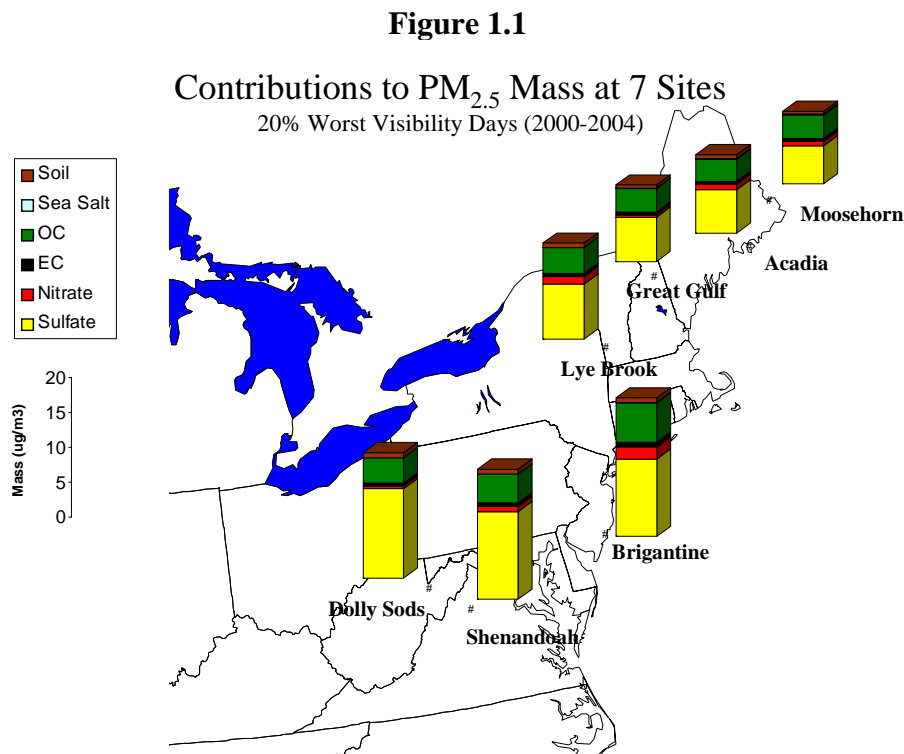 Figure 1.1
Contributions to PM2.5 Mass at 7 Sites
20% Worst Visibility Days (2000-2004)
Soil
Sea Salt
OC
EC
Nitrate
Sulfate
Mass (ug/m3)
20
15
10
5
0
Moosehorn
#
Acadia
#
Great Gulf
#
Lye Brook
#
Brigantine
#
Dolly Sods
#
Shenandoah
#